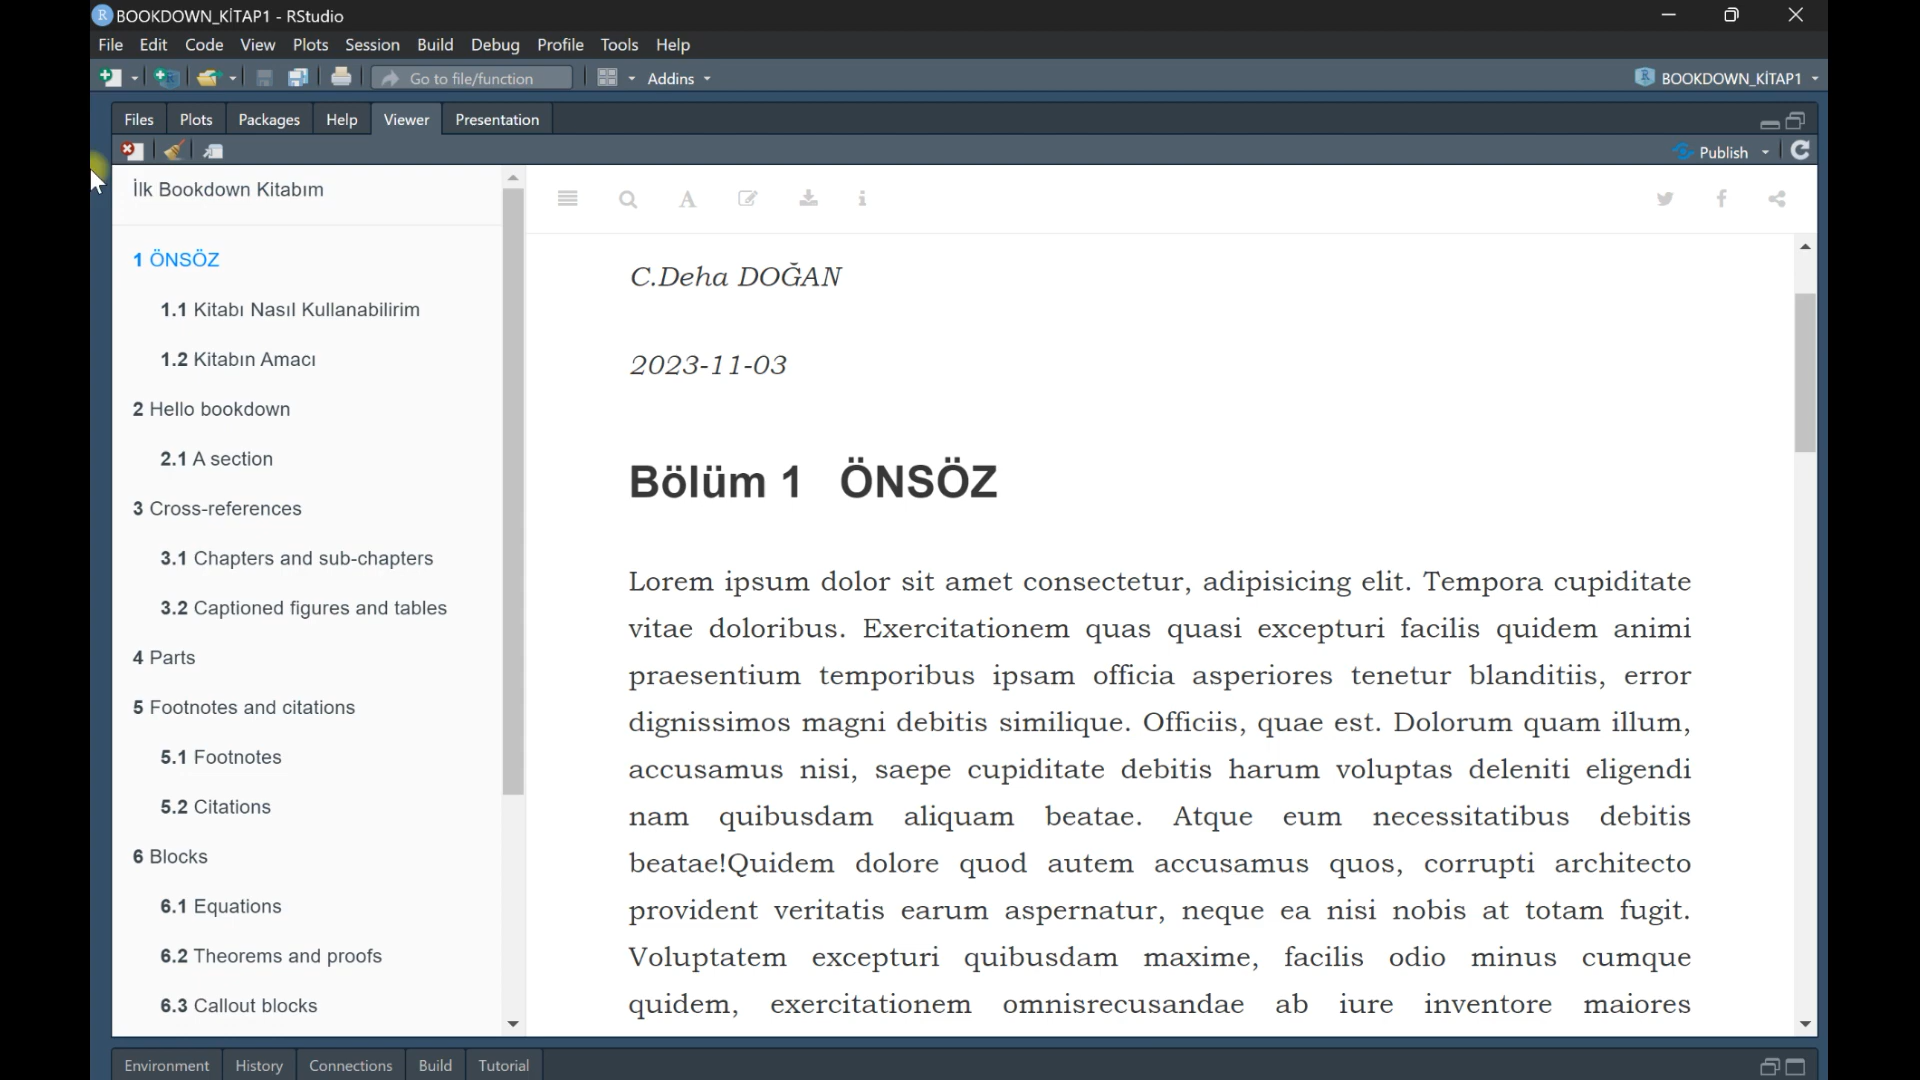 BOOKDOWN_KİTAP1 - RStudio
File Edit Code View Plots Session Build Debug Profile Tools Help
Go to file/function Addins BOOKDOWN_KİTAP1
Files Plots Packages Help Viewer Presentation
Publish
İlk Bookdown Kitabım
1 ÖNSÖZ
1.1 Kitabı Nasıl Kullanabilirim
1.2 Kitabın Amacı
2 Hello bookdown
2.1 A section
3 Cross-references
3.1 Chapters and sub-chapters
3.2 Captioned figures and tables
4 Parts
5 Footnotes and citations
5.1 Footnotes
5.2 Citations
6 Blocks
6.1 Equations
6.2 Theorems and proofs
6.3 Callout blocks
C.Deha DOĞAN
2023-11-03
Bölüm 1 ÖNSÖZ
Lorem ipsum dolor sit amet consectetur, adipisicing elit. Tempora cupiditate
vitae doloribus. Exercitationem quas quasi excepturi facilis quidem animi
praesentium temporibus ipsam officia asperiores tenetur blanditiis, error
dignissimos magni debitis similique. Officiis, quae est. Dolorum quam illum,
accusamus nisi, saepe cupiditate debitis harum voluptas deleniti eligendi
nam quibusdam aliquam beatae. Atque eum necessitatibus debitis
beatae!Quidem dolore quod autem accusamus quos, corrupti architecto
provident veritatis earum aspernatur, neque ea nisi nobis at totam fugit.
Voluptatem excepturi quibusdam maxime, facilis odio minus cumque
quidem, exercitationem omnisrecusandae ab iure inventore maiores
Environment History Connections Build Tutorial